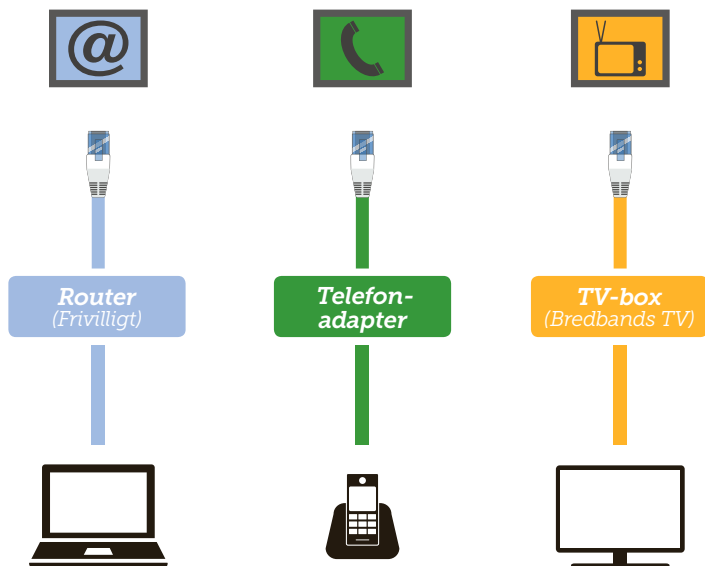 @
Router
(Frivilligt)
Telefon-
adapter
TV-box
(Bredbands TV)